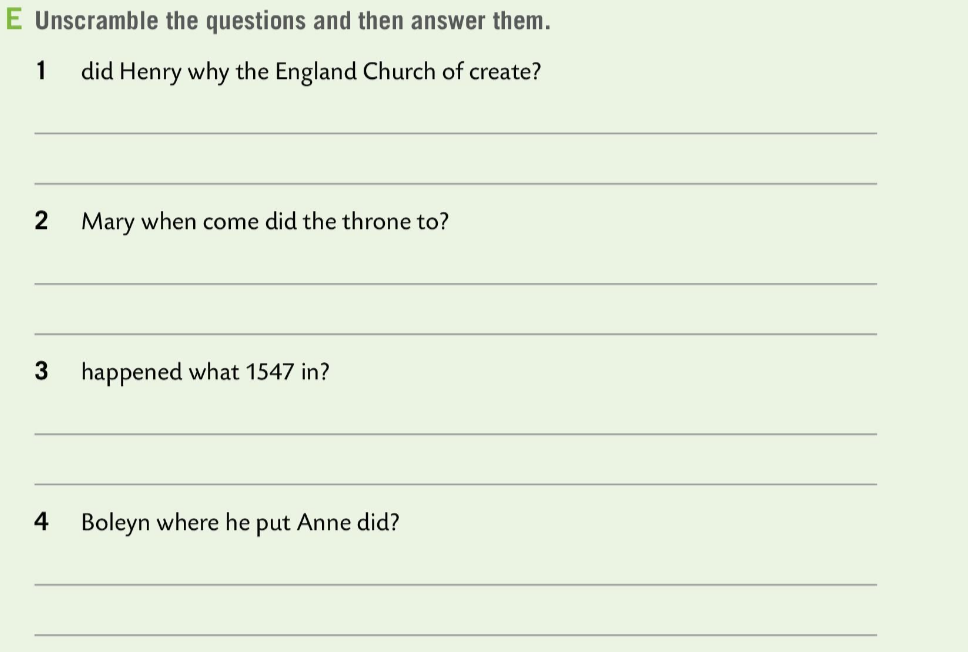 E Unscramble the questions and then answer them.
1 did Henry why the England Church of create?
2 Mary when come did the throne to?
3 happened what 1547 in?
4 Boleyn where he put Anne did?